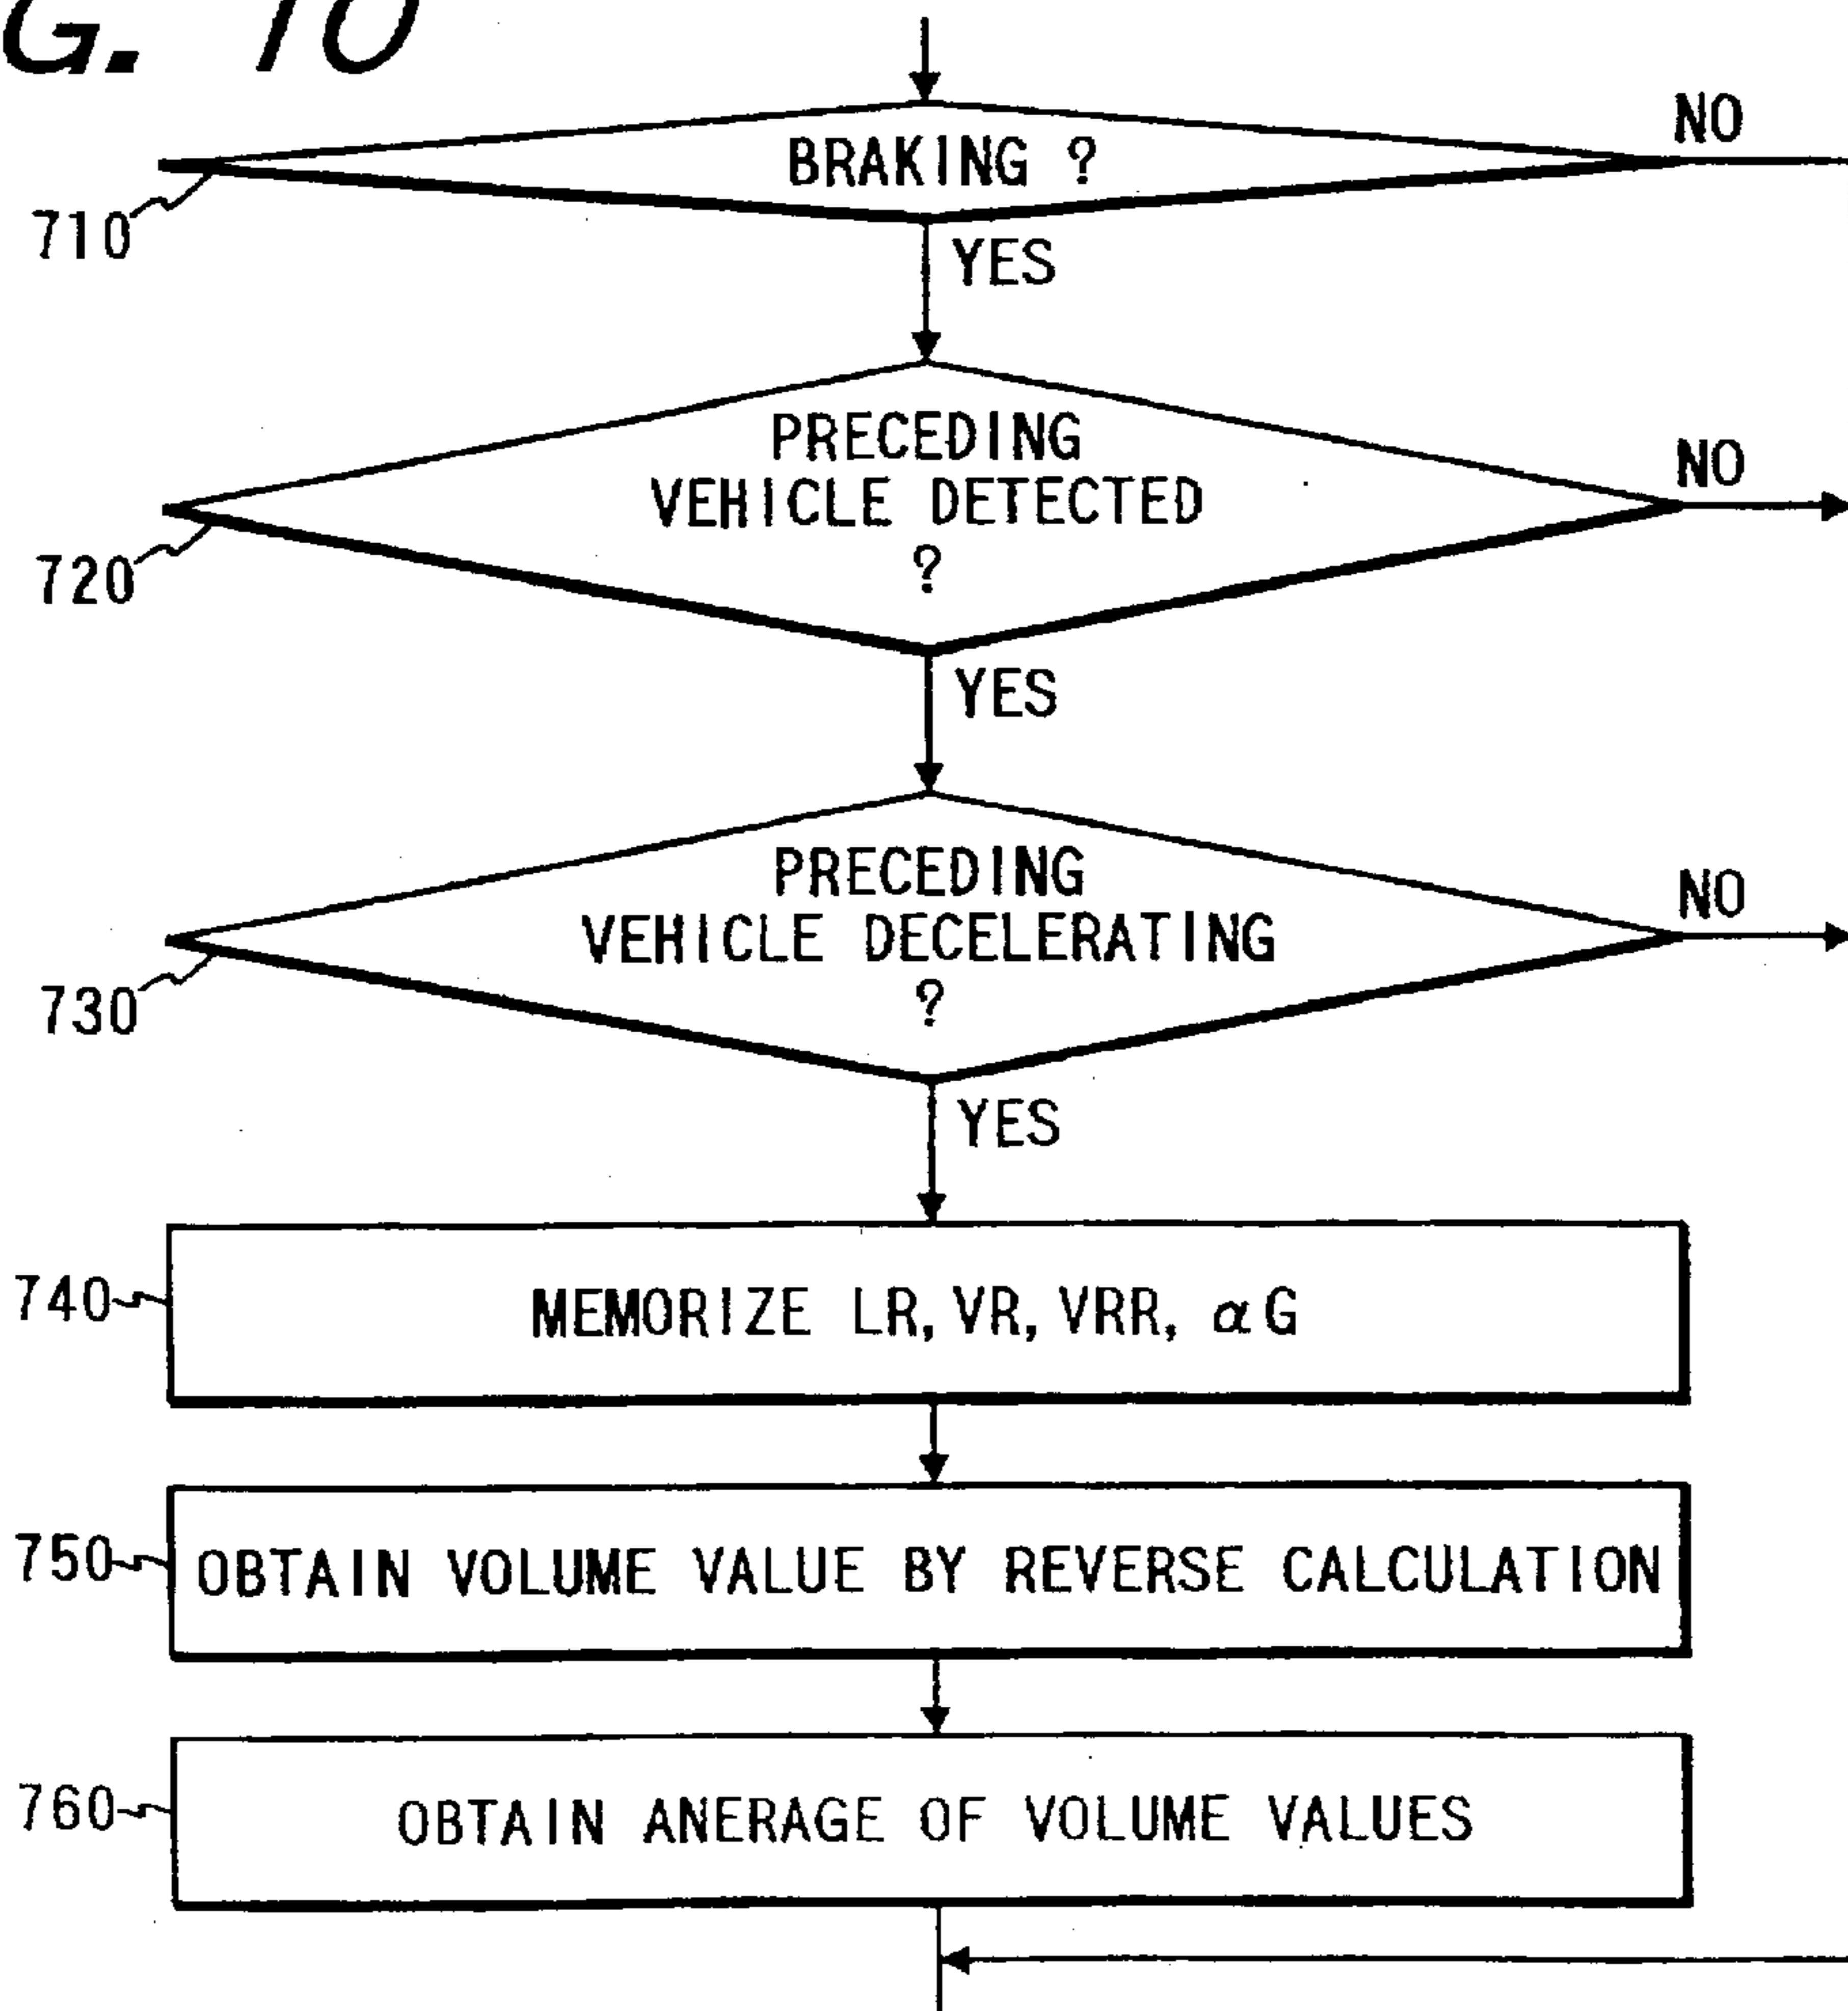 G. 10
BRAKING ?
NO
710
YES
PRECEDING
VEHICLE DETECTED
?
NO
720
YES
PRECEDING
VEHICLE DECELERATING
?
NO
730
YES
740
MEMORIZE LR, VR, VRR, αG
750
OBTAIN VOLUME VALUE BY REVERSE CALCULATION
760
OBTAIN ANERAGE OF VOLUME VALUES